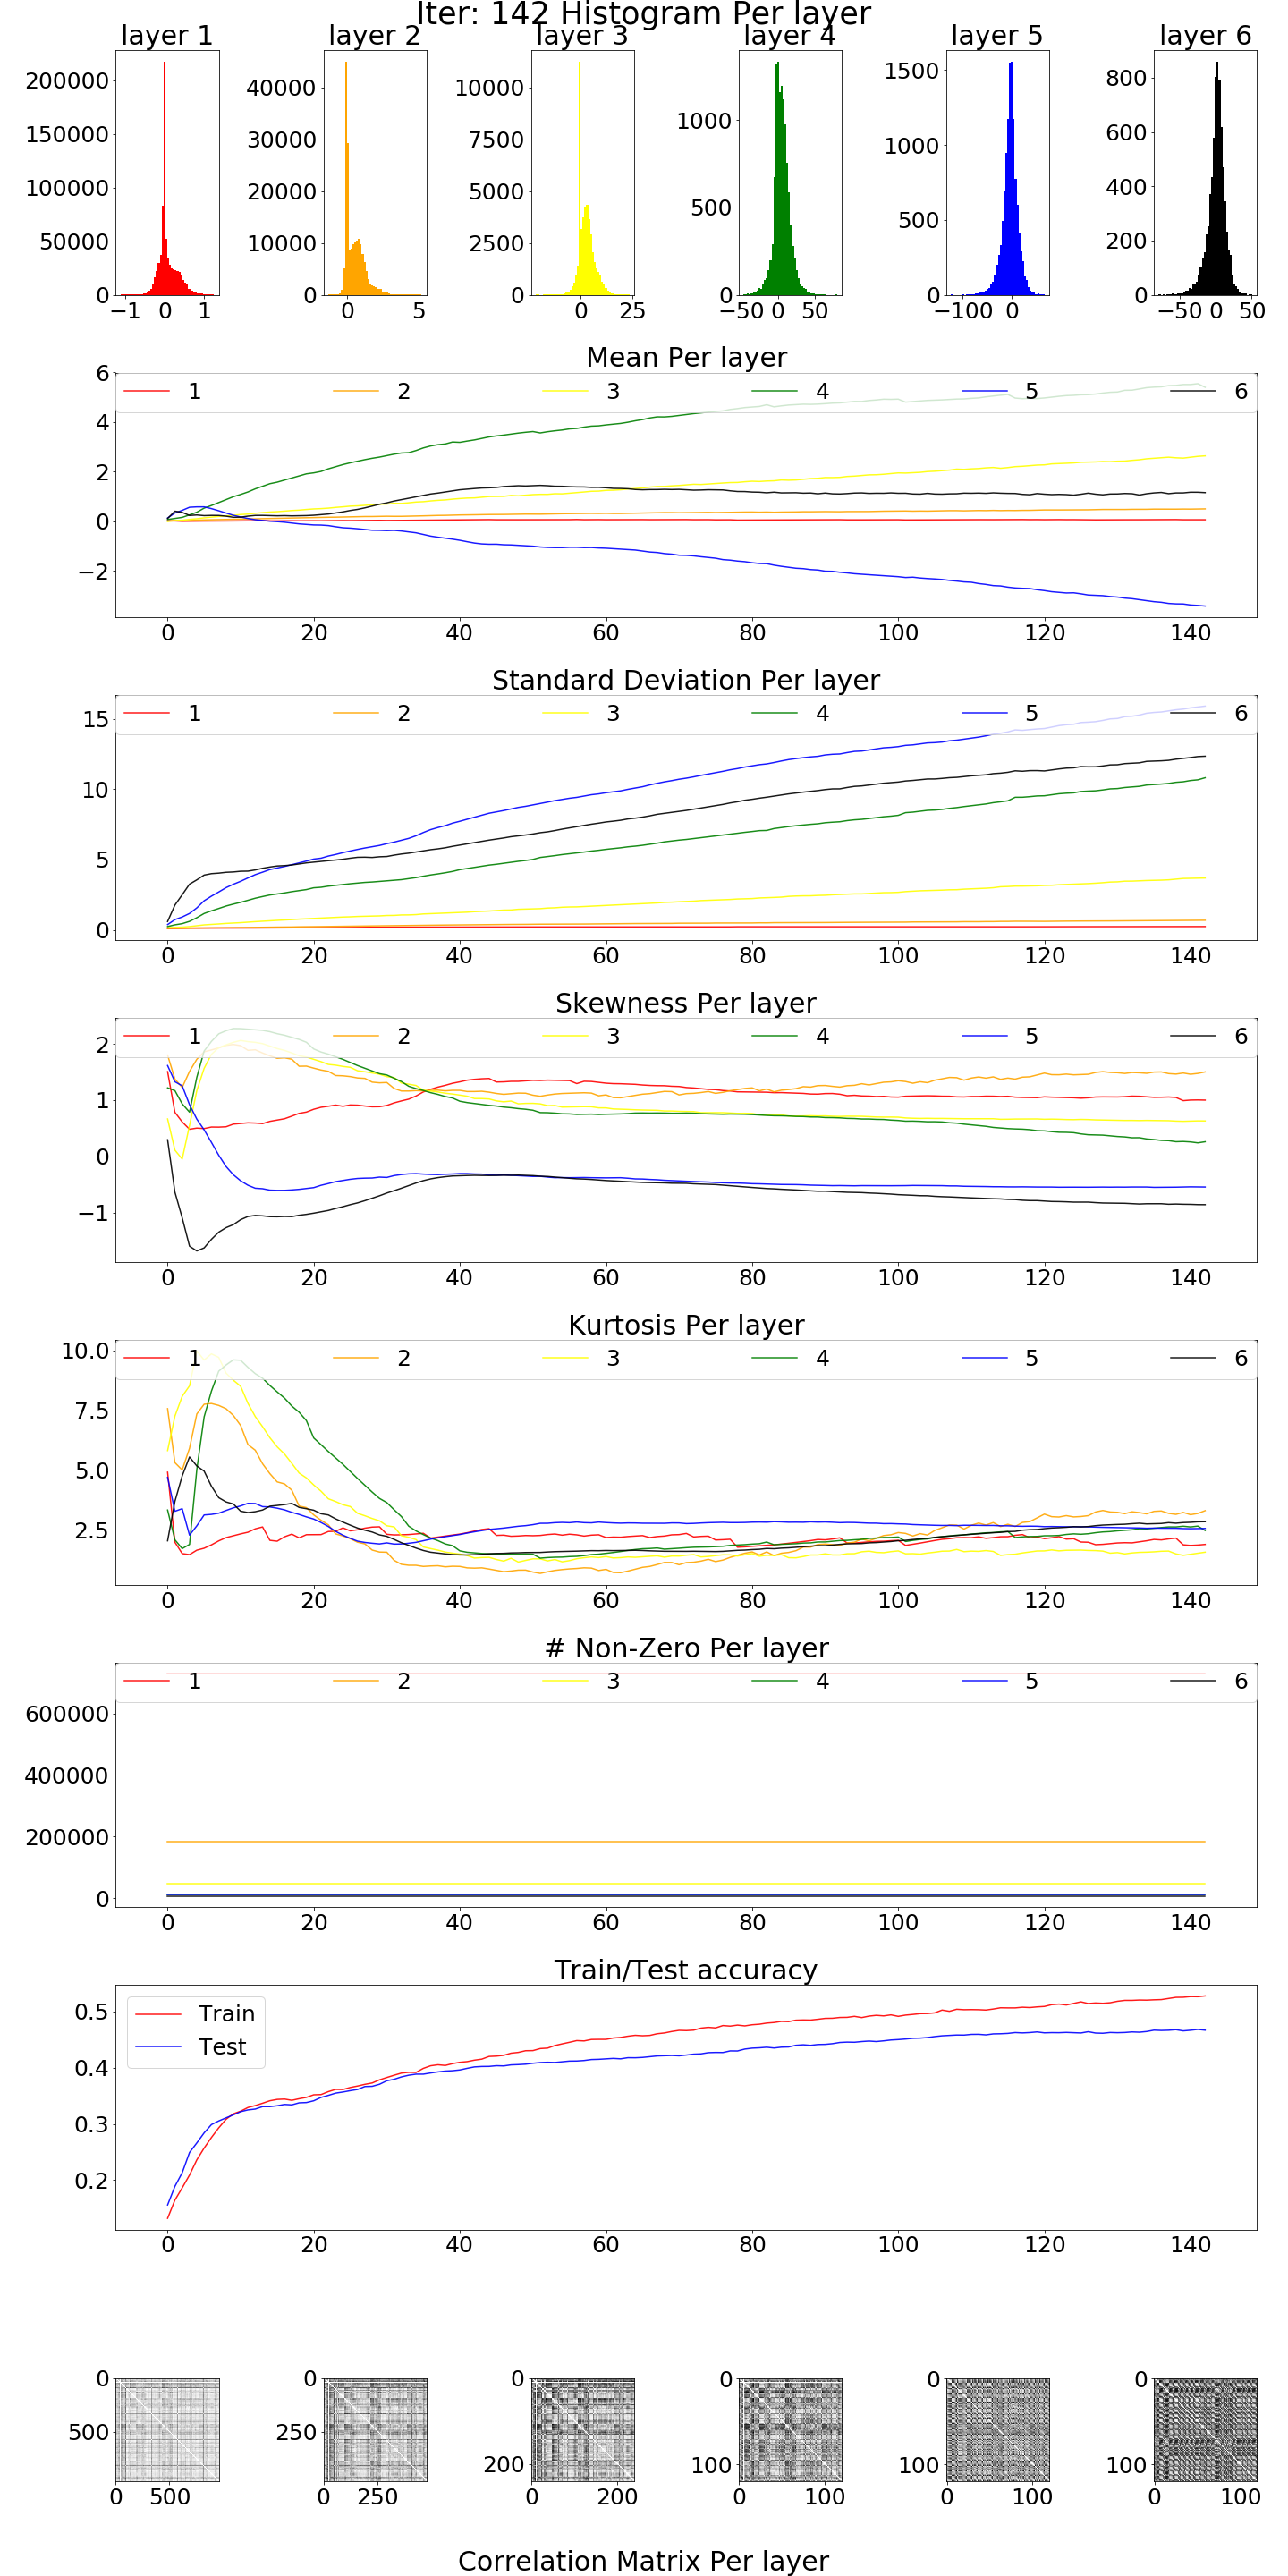 Iter: 142 Histogram Per layer
layer 1 layer 2 layer 3 layer 4 layer 5 layer 6
200000 150000 100000 50000 0
−1 0 1
40000 30000 20000 10000 0
0 5
10000 7500 5000 2500 0
0 25
1000 500 0
−50 0 50
1500 1000 500 0
−100 0
800 600 400 200 0
−50 0 50
Mean Per layer
1 2 3 4 5 6
6
4
2
0
−2
0 20 40 60 80 100 120 140
Standard Deviation Per layer
1 2 3 4 5 6
15
10
5
0
0 20 40 60 80 100 120 140
Skewness Per layer
1 2 3 4 5 6
2
1
0
−1
0 20 40 60 80 100 120 140
Kurtosis Per layer
1 2 3 4 5 6
10.0
7.5
5.0
2.5
0 20 40 60 80 100 120 140
# Non-Zero Per layer
1 2 3 4 5 6
600000
400000
200000
0
0 20 40 60 80 100 120 140
Train/Test accuracy
Train
Test
0.5
0.4
0.3
0.2
0 20 40 60 80 100 120 140
0 500
0 500
0 250
0 250
0 200
0 200
0 100
0 100
0 100
0 100
0 100
0 100
Correlation Matrix Per layer